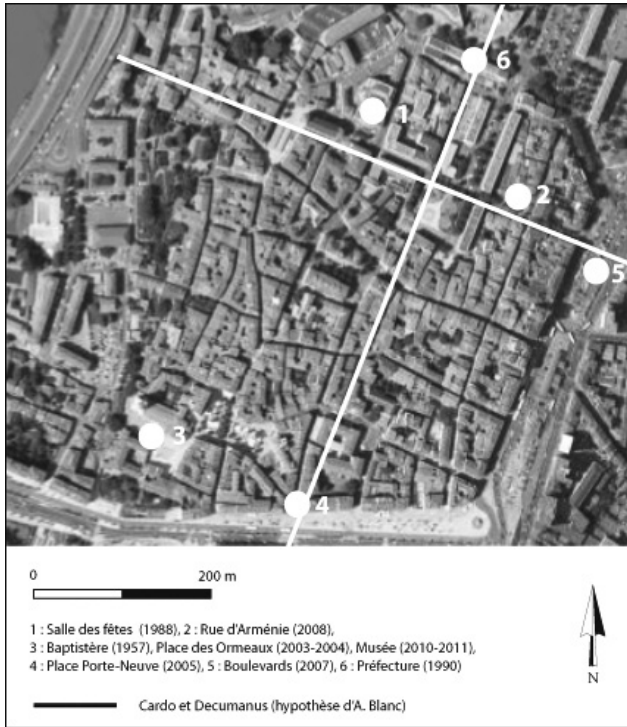 6
1
2
5
3
4
0 200 m
1 : Salle des fêtes (1988), 2 : Rue d'Arménie (2008),
3 : Baptistère (1957), Place des Ormeaux (2003-2004), Musée (2010-2011),
4 : Place Porte-Neuve (2005), 5 : Boulevards (2007), 6 : Préfecture (1990)
N
Cardo et Decumanus (hypothèse d'A. Blanc)